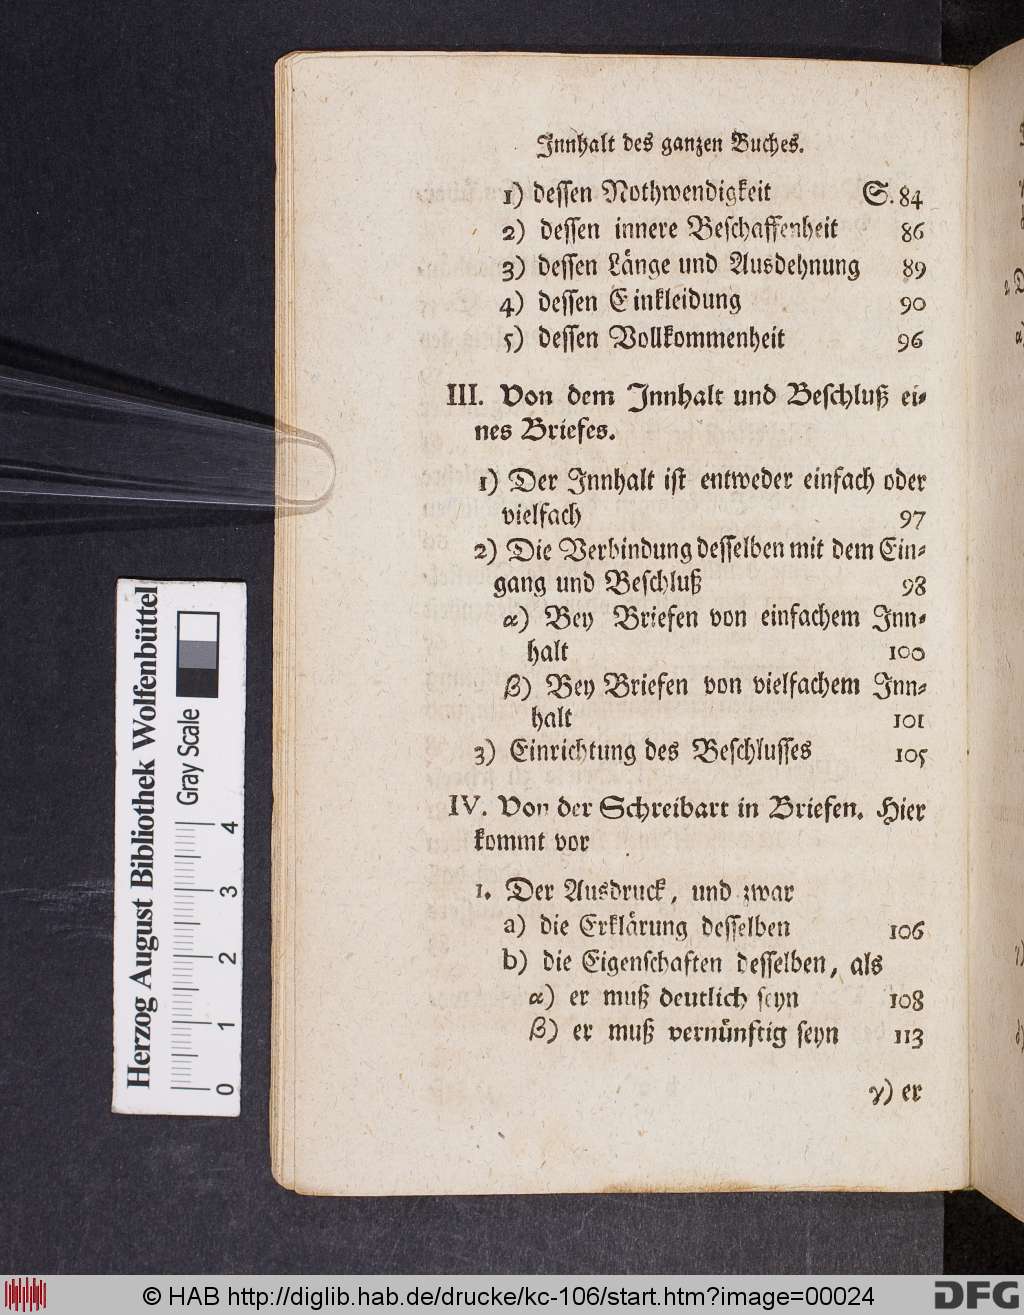 Innhalt des ganzen Buches.
1) dessen Nothwendigkeit S. 84
2) dessen innere Beschaffenheit 86
3) dessen Länge und Ausdehnung 89
4) dessen Einkleidung 90
5) dessen Vollkommenheit 96
III. Von dem Innhalt und Beschluß ei-
nes Briefes.
1) Der Innhalt ist entweder einfach oder
vielfach 97
2) Die Verbindung desselben mit dem Ein-
gang und Beschluß 98
α) Bey Briefen von einfachem Inn-
halt 100
β) Bey Briefen von vielfachem Inn-
halt 101
3) Einrichtung des Beschlusses 105
IV. Von der Schreibart in Briefen. Hier
kommt vor
1. Der Ausdruck, und zwar
a) die Erklärung desselben 106
b) die Eigenschaften desselben, als
α) er muß deutlich seyn 108
β) er muß vernünftig seyn 113
γ) er
Herzog August Bibliothek Wolfenbüttel
Gray Scale
0 1 2 3 4
© HAB http://diglib.hab.de/drucke/kc-106/start.htm?image=00024
DFG